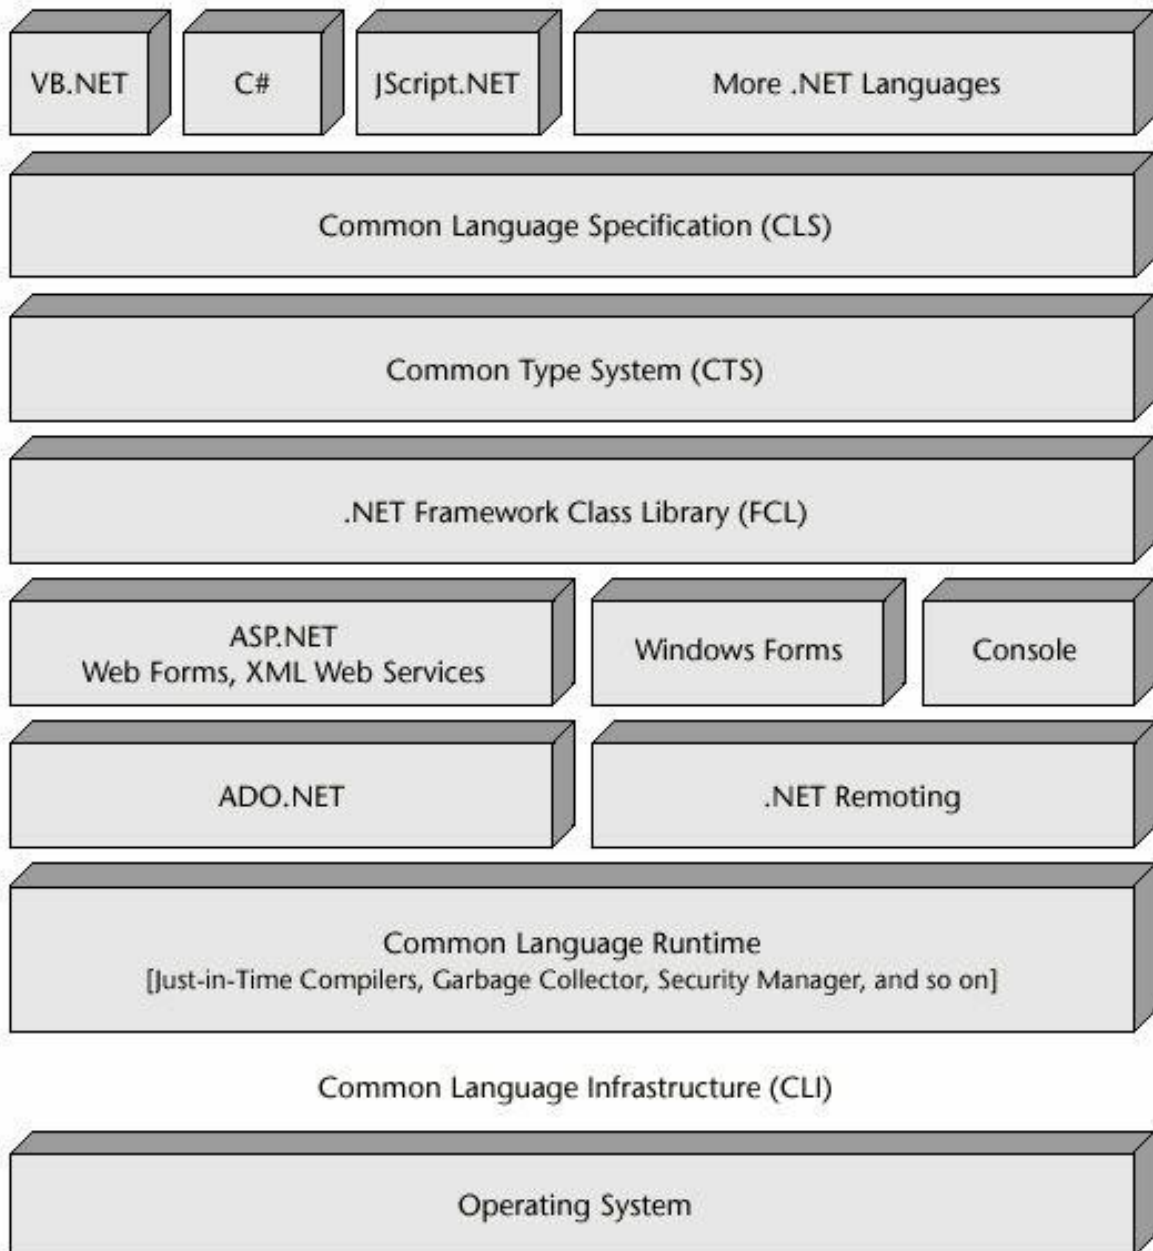 VB.NET
C#
JScript.NET
More .NET Languages
Common Language Specification (CLS)
Common Type System (CTS)
.NET Framework Class Library (FCL)
ASP.NET
Web Forms, XML Web Services
Windows Forms
Console
ADO.NET
.NET Remoting
Common Language Runtime
[Just-in-Time Compilers, Garbage Collector, Security Manager, and so on]
Common Language Infrastructure (CLI)
Operating System